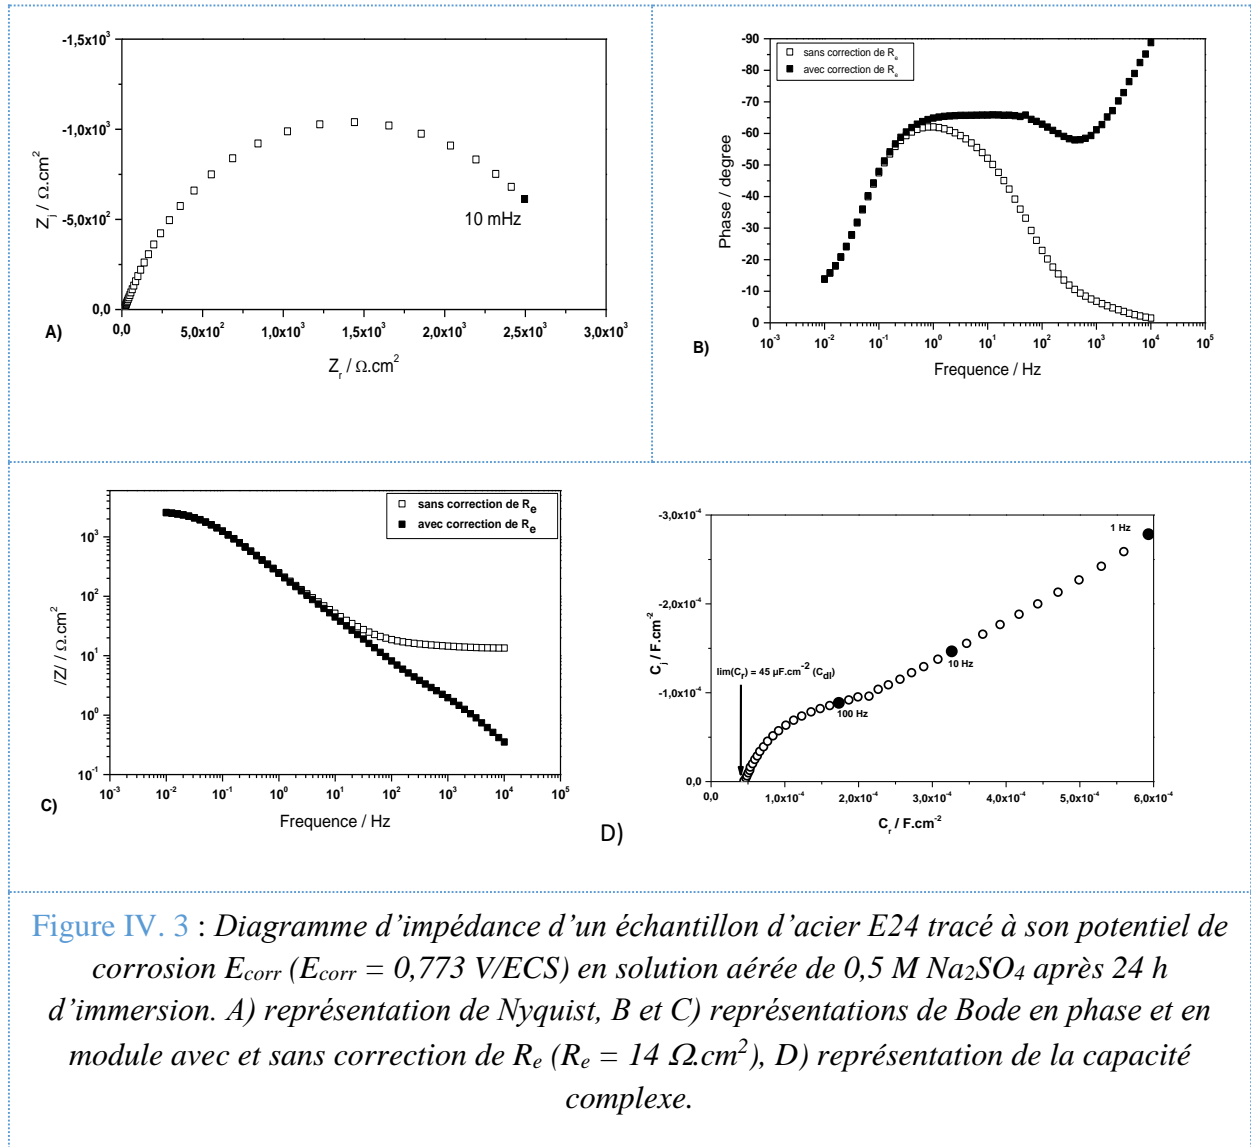 -1,5x10³
-1,0x10³
-5,0x10²
0,0
Z_j / Ω.cm²
10 mHz
0,0 5,0x10² 1,0x10³ 1,5x10³ 2,0x10³ 2,5x10³ 3,0x10³
A)
Z_r / Ω.cm²
-90
-80
-70
-60
-50
-40
-30
-20
-10
0
Phase / degree
sans correction de R_e
avec correction de R_e
10⁻³ 10⁻² 10⁻¹ 10⁰ 10¹ 10² 10³ 10⁴ 10⁵
B)
Frequence / Hz
10³
10²
10¹
10⁰
10⁻¹
/Z/ / Ω.cm²
sans correction de R_e
avec correction de R_e
10⁻³ 10⁻² 10⁻¹ 10⁰ 10¹ 10² 10³ 10⁴ 10⁵
C)
Frequence / Hz
-3,0x10⁻⁴
-2,0x10⁻⁴
-1,0x10⁻⁴
0,0
C_j / F.cm⁻²
1 Hz
10 Hz
100 Hz
lim(C_r) = 45 µF.cm⁻² (C_dl)
0,0 1,0x10⁻⁴ 2,0x10⁻⁴ 3,0x10⁻⁴ 4,0x10⁻⁴ 5,0x10⁻⁴ 6,0x10⁻⁴
C_r / F.cm⁻²
D)
Figure IV. 3 : Diagramme d’impédance d’un échantillon d’acier E24 tracé à son potentiel de
corrosion E_corr (E_corr = 0,773 V/ECS) en solution aérée de 0,5 M Na₂SO₄ après 24 h
d’immersion. A) représentation de Nyquist, B et C) représentations de Bode en phase et en
module avec et sans correction de R_e (R_e = 14 Ω.cm²), D) représentation de la capacité
complexe.